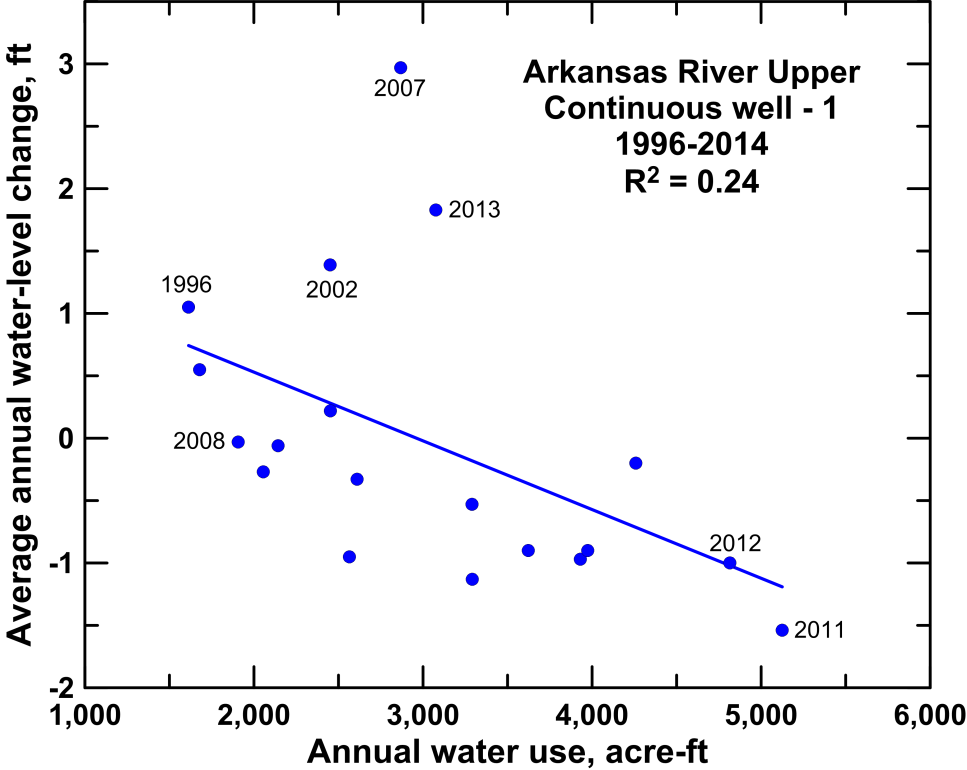 Arkansas River Upper
Continuous well - 1
1996-2014
R² = 0.24
3
2
1
0
-1
-2
1,000 2,000 3,000 4,000 5,000 6,000
Annual water use, acre-ft
Average annual water-level change, ft
2007
2013
2002
1996
2008
2012
2011